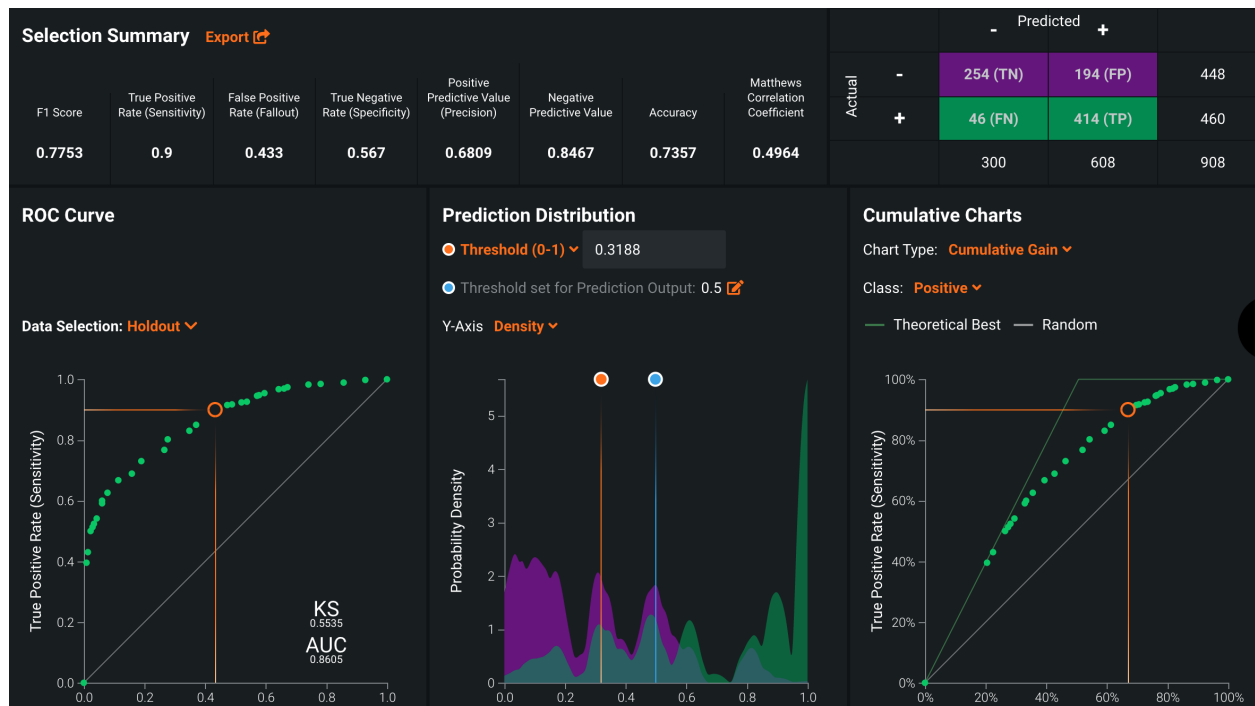 Selection Summary Export
F1 Score
True Positive
Rate (Sensitivity)
False Positive
Rate (Fallout)
True Negative
Rate (Specificity)
Positive
Predictive Value
(Precision)
Negative
Predictive Value
Accuracy
Matthews
Correlation
Coefficient
0.7753 0.9 0.433 0.567 0.6809 0.8467 0.7357 0.4964
Predicted
- +
Actual
- 254 (TN) 194 (FP) 448
+ 46 (FN) 414 (TP) 460
300 608 908
ROC Curve
Data Selection: Holdout
True Positive Rate (Sensitivity)
1.0
0.8
0.6
0.4
0.2
0.0
KS
0.5535
AUC
0.8605
0.0 0.2 0.4 0.6 0.8 1.0
Prediction Distribution
Threshold (0-1) 0.3188
Threshold set for Prediction Output: 0.5
Y-Axis Density
Probability Density
5
4
3
2
1
0
0.0 0.2 0.4 0.6 0.8 1.0
Cumulative Charts
Chart Type: Cumulative Gain
Class: Positive
Theoretical Best Random
True Positive Rate (Sensitivity)
100%
80%
60%
40%
20%
0%
0% 20% 40% 60% 80% 100%